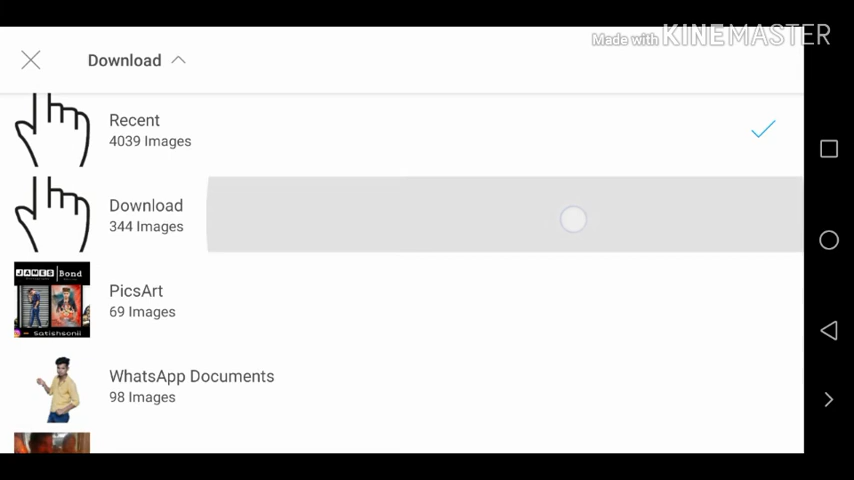 Made with KINEMASTER
Download
Recent
4039 Images
Download
344 Images
PicsArt
69 Images
JAMES Bond
Satishsonii
WhatsApp Documents
98 Images